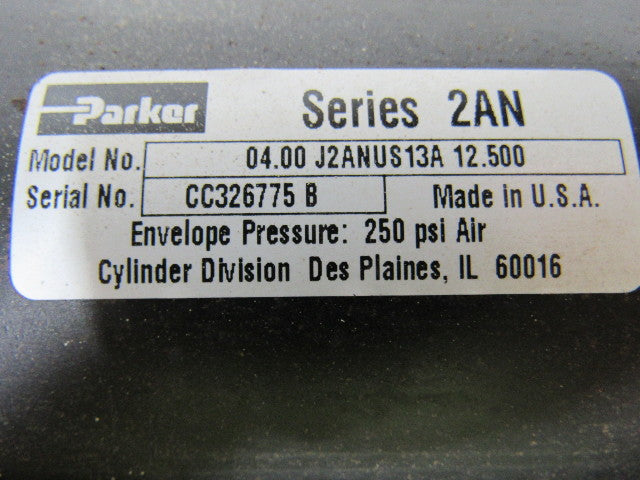 Parker Series 2AN
Model No. 04.00 J2ANUS13A 12.500
Serial No. CC326775 B Made in U.S.A.
Envelope Pressure: 250 psi Air
Cylinder Division Des Plaines, IL 60016